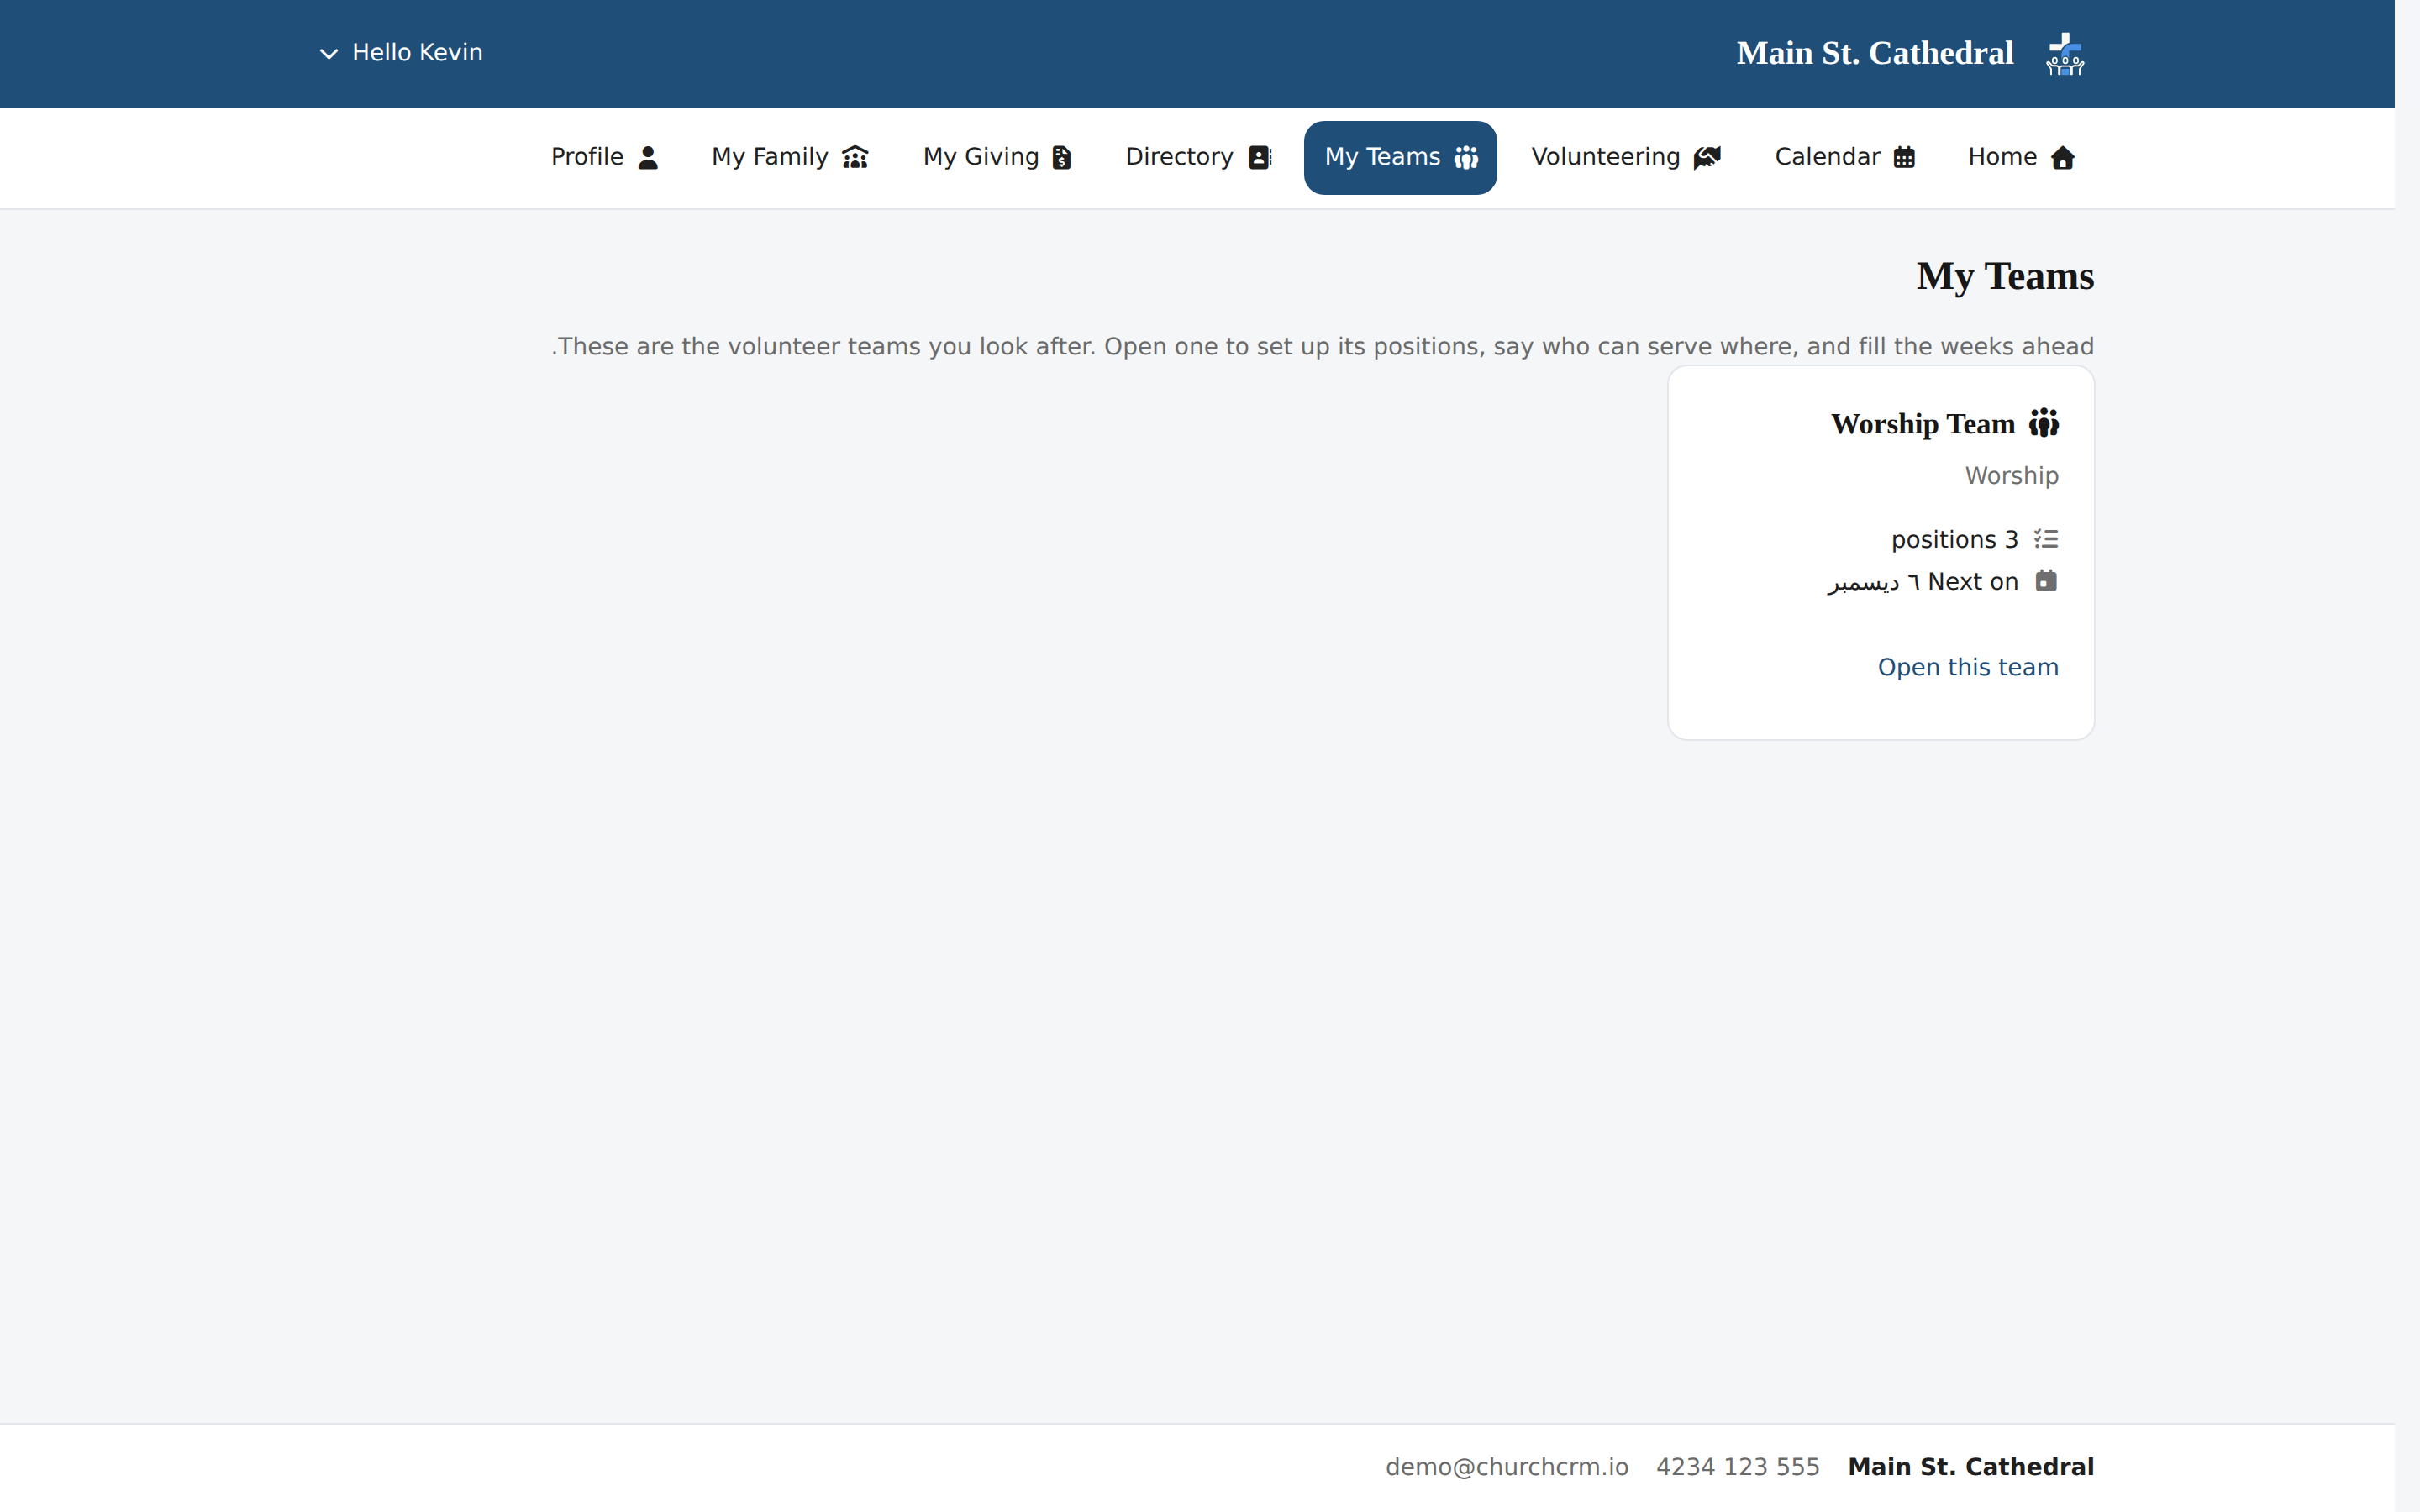 Main St. Cathedral
Hello Kevin
Home
Calendar
Volunteering
My Teams
Directory
My Giving
My Family
Profile
My Teams
.These are the volunteer teams you look after. Open one to set up its positions, say who can serve where, and fill the weeks ahead
Worship Team
Worship
positions 3
Next on ٦ ديسمبر
Open this team
Main St. Cathedral
4234 123 555
demo@churchcrm.io